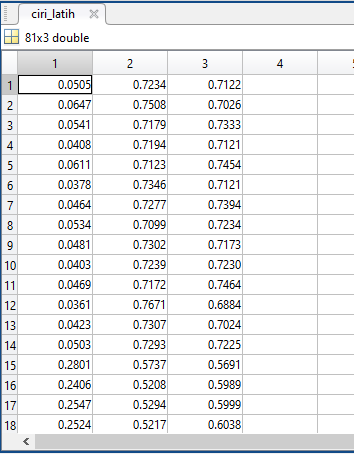 ciri_latih
81x3 double
1 2 3 4 5
1 0.0505 0.7234 0.7122
2 0.0647 0.7508 0.7026
3 0.0541 0.7179 0.7333
4 0.0408 0.7194 0.7121
5 0.0611 0.7123 0.7454
6 0.0378 0.7346 0.7121
7 0.0464 0.7277 0.7394
8 0.0534 0.7099 0.7234
9 0.0481 0.7302 0.7173
10 0.0403 0.7239 0.7230
11 0.0469 0.7172 0.7464
12 0.0361 0.7671 0.6884
13 0.0423 0.7307 0.7024
14 0.0503 0.7293 0.7225
15 0.2801 0.5737 0.5691
16 0.2406 0.5208 0.5989
17 0.2547 0.5294 0.5999
18 0.2524 0.5217 0.6038